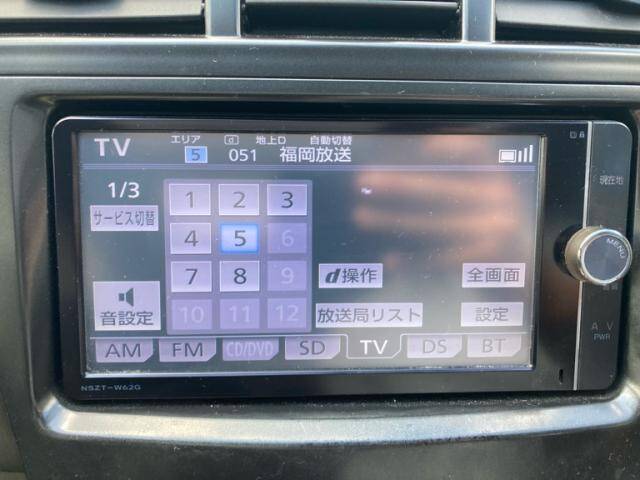 エリア d 地上D 自動切替
TV 5 051 福岡放送
1/3
サービス切替
1 2 3
4 5 6
7 8 9
10 11 12
音設定
d操作
全画面
放送局リスト
設定
AM FM CD/DVD SD TV DS BT
NSZT-W62G
現在地
MENU
AV
PWR